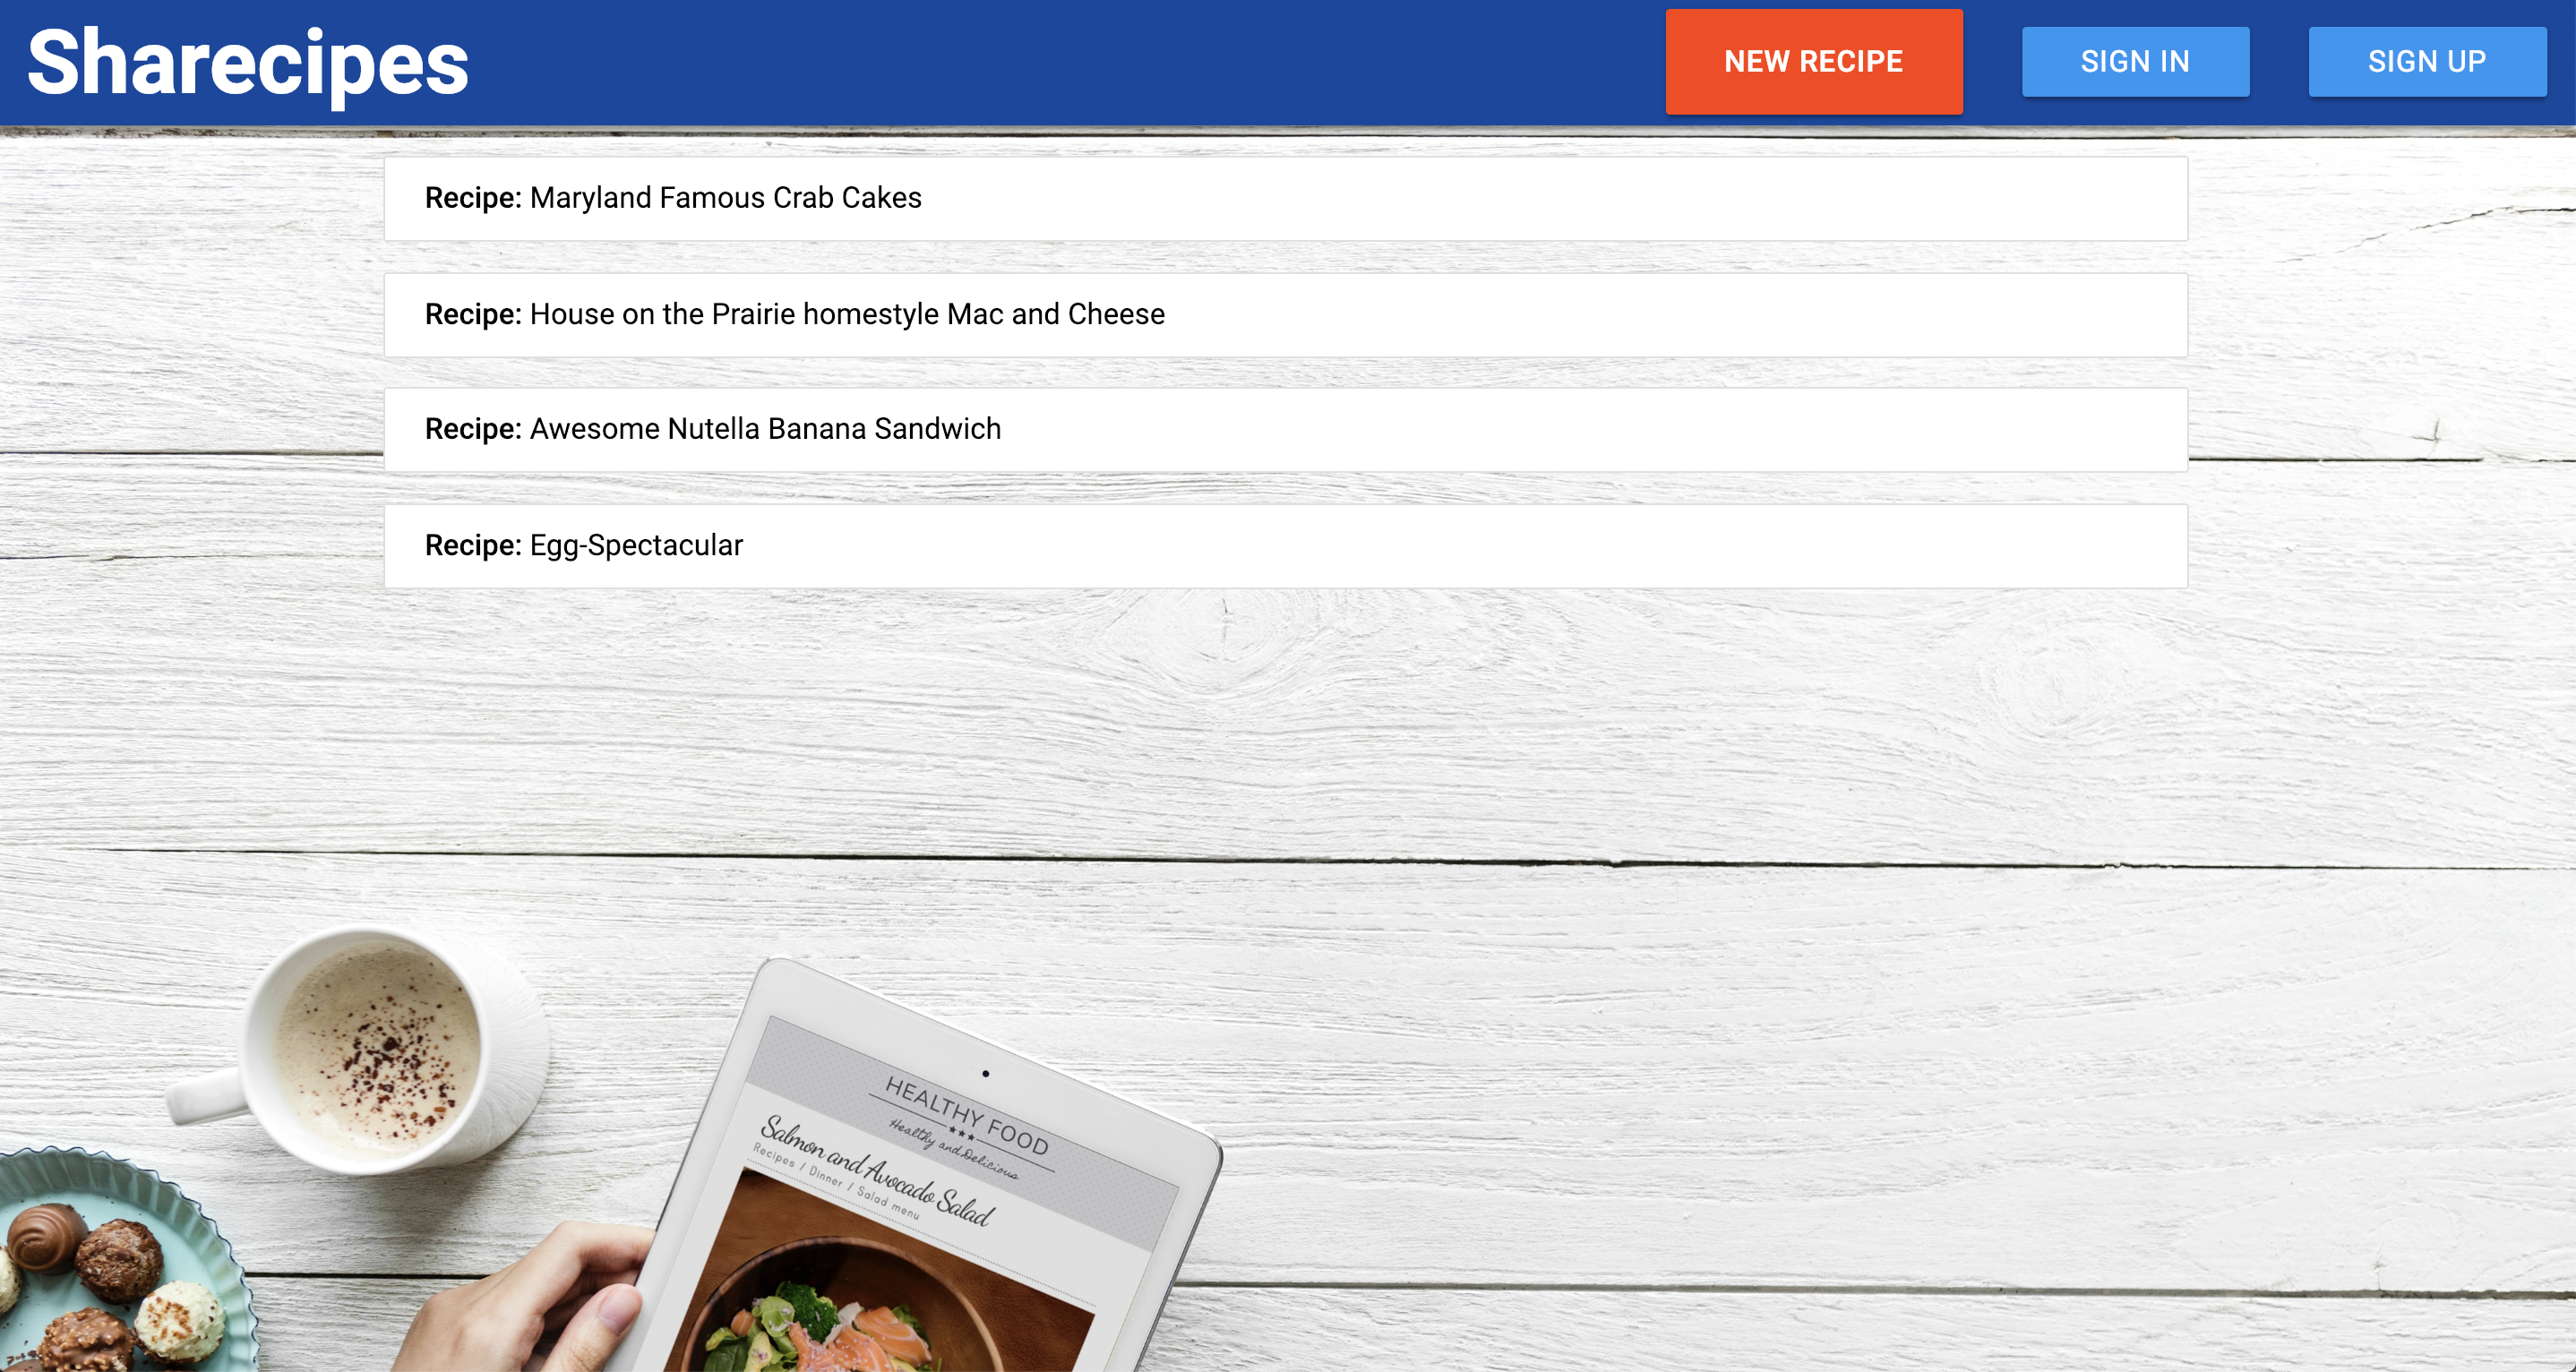 Sharecipes
NEW RECIPE
SIGN IN
SIGN UP
Recipe: Maryland Famous Crab Cakes
Recipe: House on the Prairie homestyle Mac and Cheese
Recipe: Awesome Nutella Banana Sandwich
Recipe: Egg-Spectacular
HEALTHY FOOD
Healthy and Delicious
Salmon and Avocado Salad
Recipes / Dinner / Salad menu